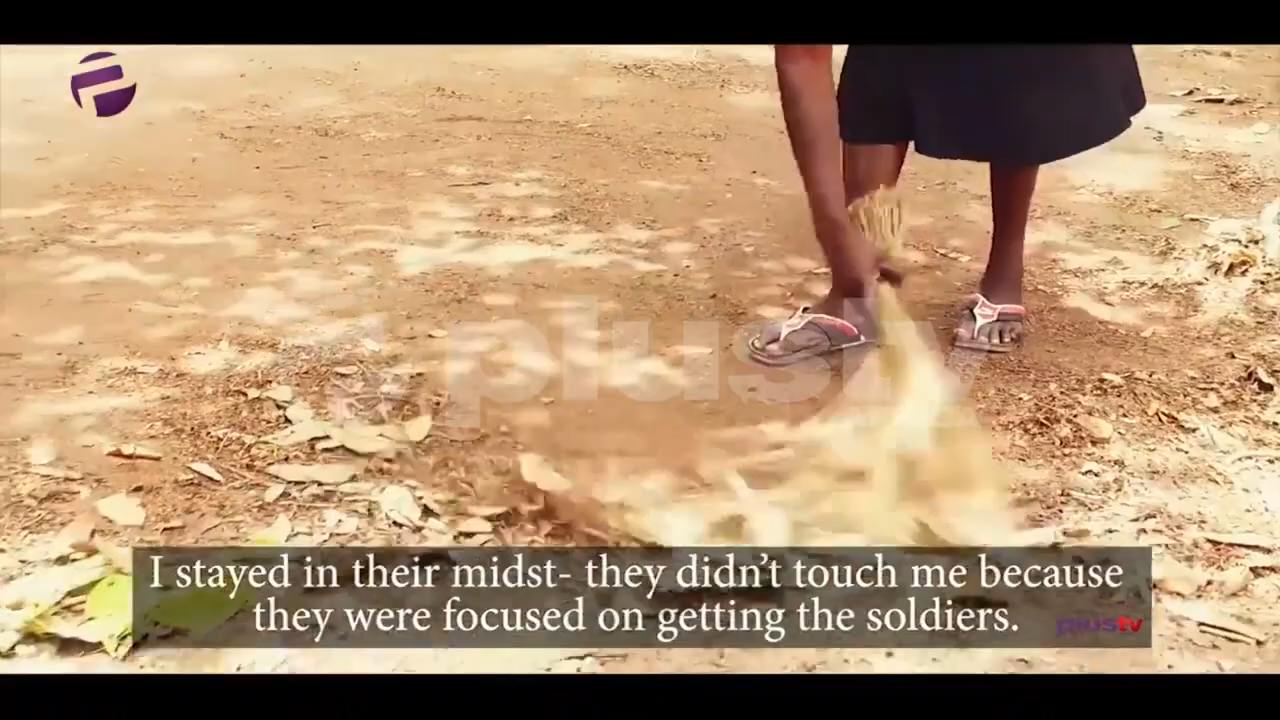 plustv
I stayed in their midst- they didn't touch me because
they were focused on getting the soldiers.
plustv